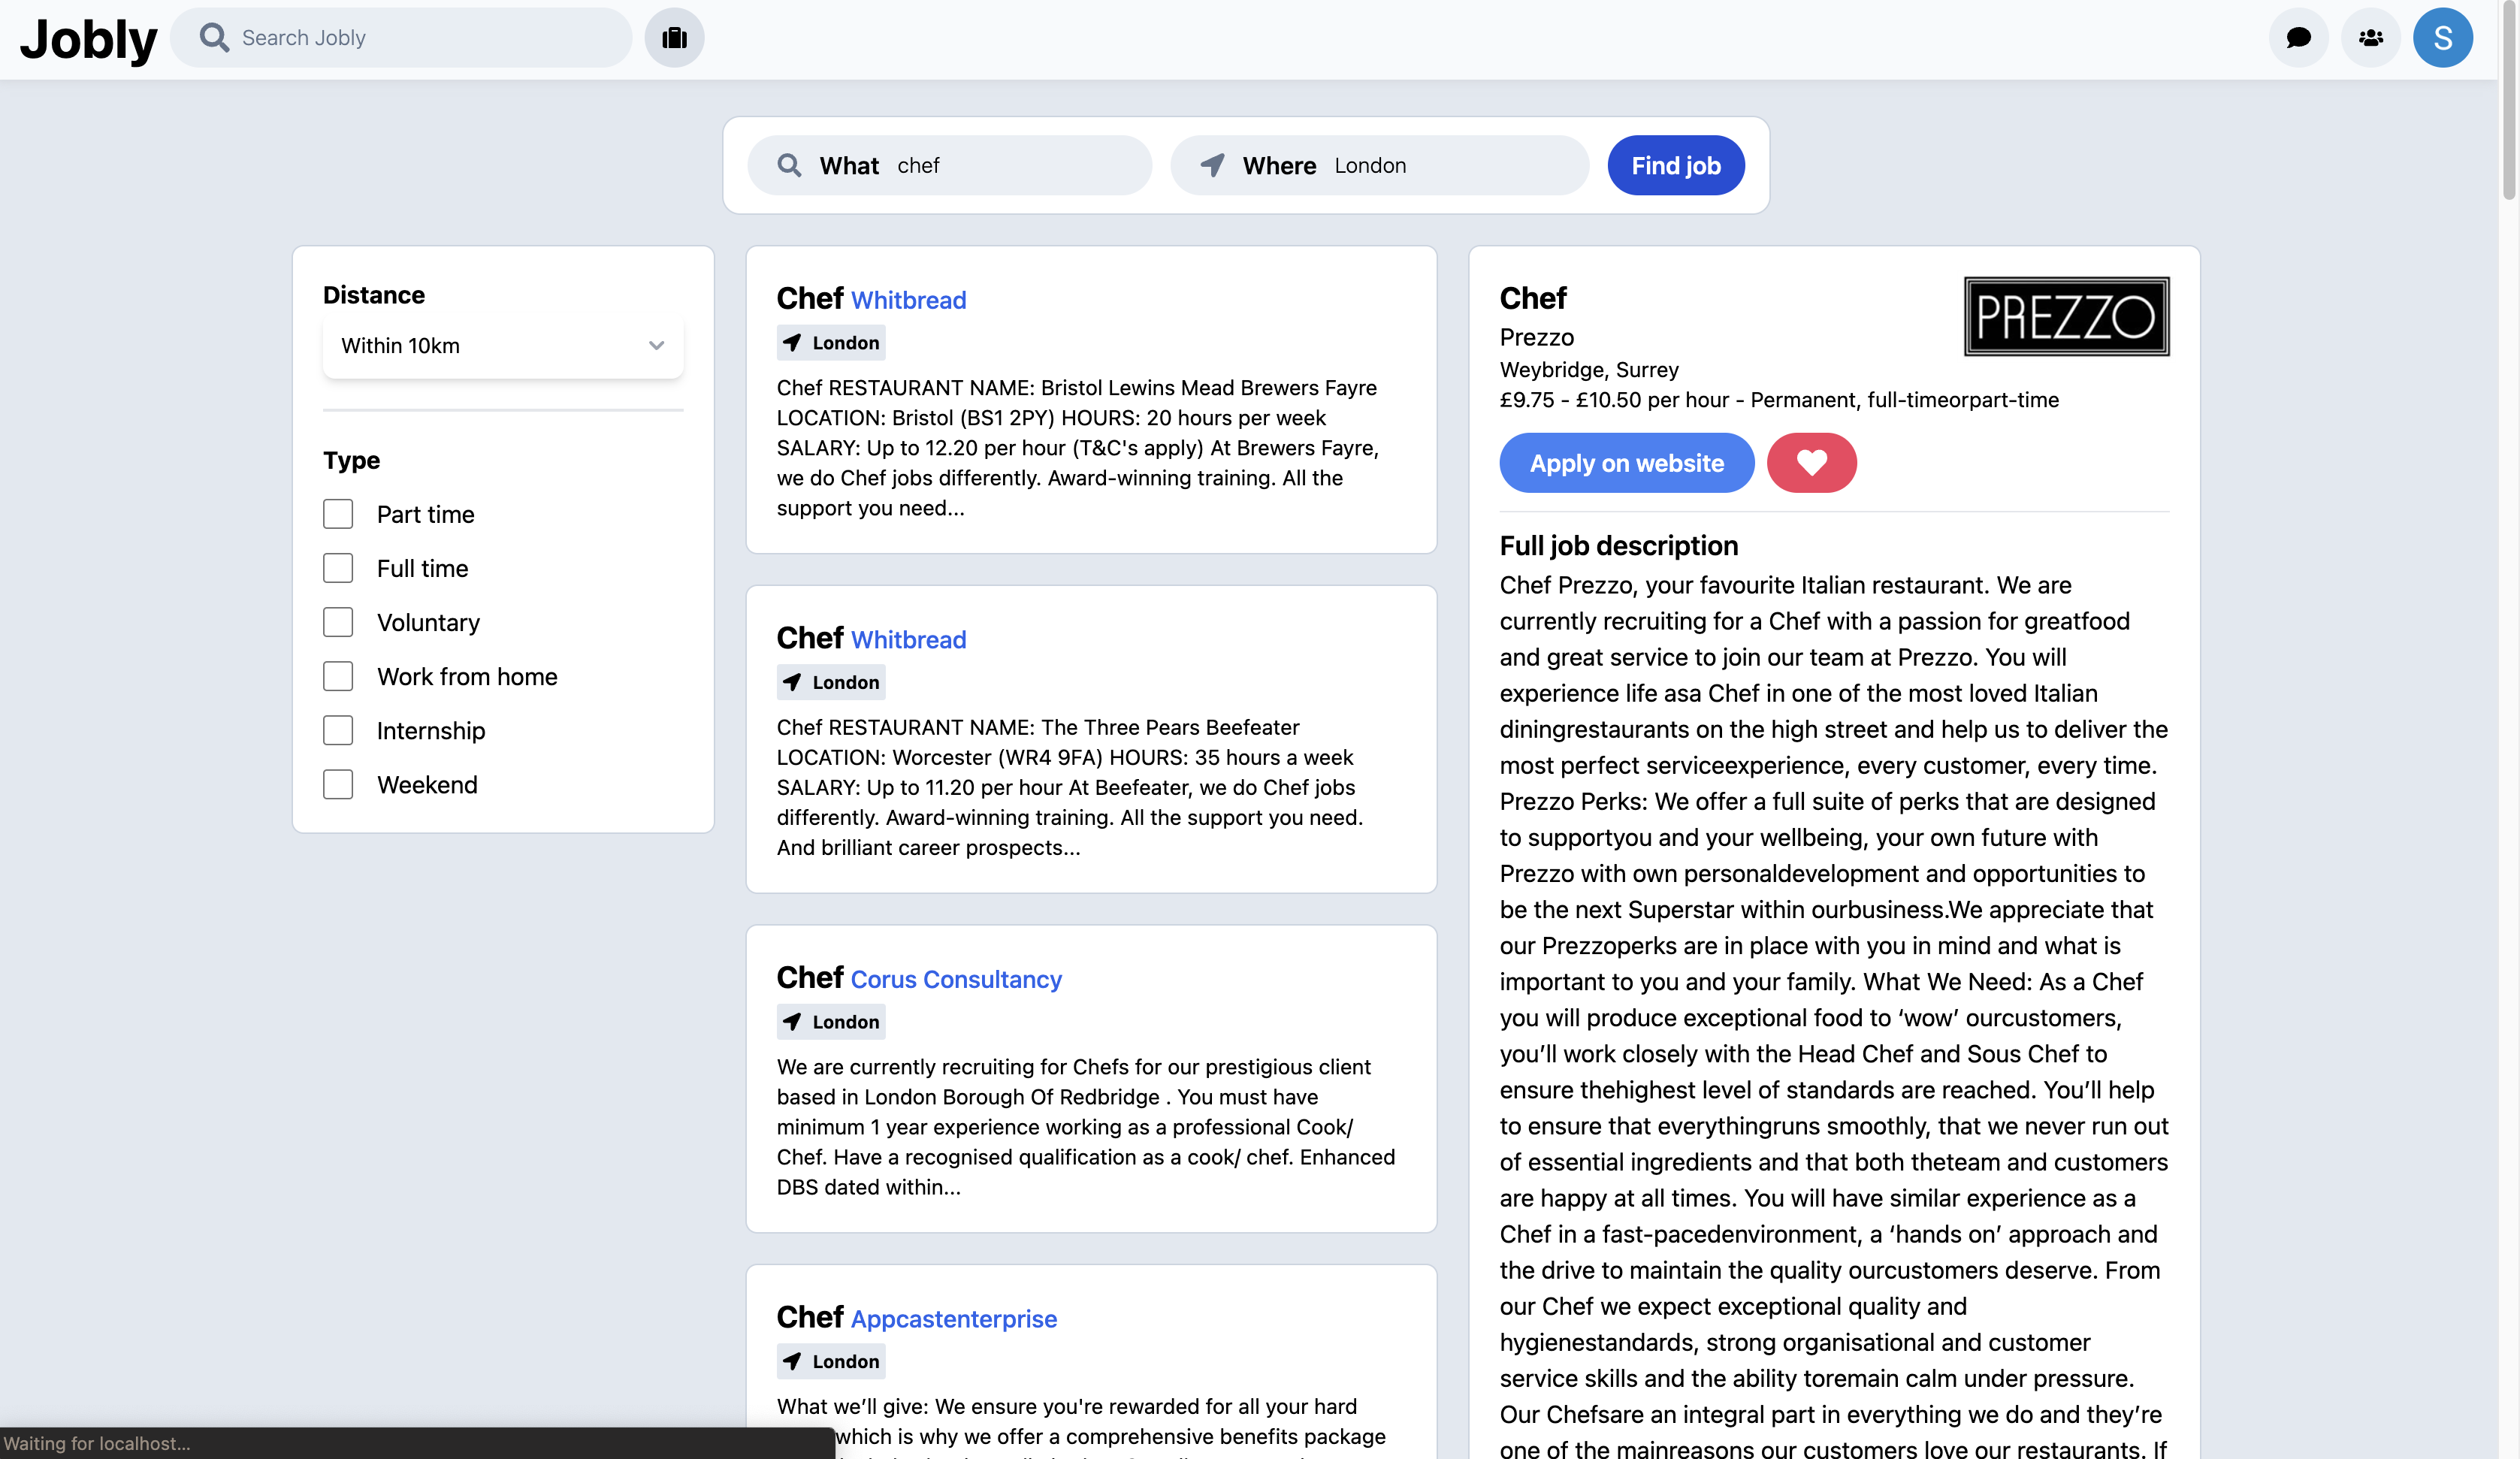 Jobly
Search Jobly
S
What chef
Where London
Find job
Distance
Within 10km
Type
Part time
Full time
Voluntary
Work from home
Internship
Weekend
Chef Whitbread
London
Chef RESTAURANT NAME: Bristol Lewins Mead Brewers Fayre
LOCATION: Bristol (BS1 2PY) HOURS: 20 hours per week
SALARY: Up to 12.20 per hour (T&C's apply) At Brewers Fayre,
we do Chef jobs differently. Award-winning training. All the
support you need...
Chef Whitbread
London
Chef RESTAURANT NAME: The Three Pears Beefeater
LOCATION: Worcester (WR4 9FA) HOURS: 35 hours a week
SALARY: Up to 11.20 per hour At Beefeater, we do Chef jobs
differently. Award-winning training. All the support you need.
And brilliant career prospects...
Chef Corus Consultancy
London
We are currently recruiting for Chefs for our prestigious client
based in London Borough Of Redbridge . You must have
minimum 1 year experience working as a professional Cook/
Chef. Have a recognised qualification as a cook/ chef. Enhanced
DBS dated within...
Chef Appcastenterprise
London
What we’ll give: We ensure you're rewarded for all your hard
which is why we offer a comprehensive benefits package
Chef
PREZZO
Prezzo
Weybridge, Surrey
£9.75 - £10.50 per hour - Permanent, full-timeorpart-time
Apply on website
Full job description
Chef Prezzo, your favourite Italian restaurant. We are
currently recruiting for a Chef with a passion for greatfood
and great service to join our team at Prezzo. You will
experience life asa Chef in one of the most loved Italian
diningrestaurants on the high street and help us to deliver the
most perfect serviceexperience, every customer, every time.
Prezzo Perks: We offer a full suite of perks that are designed
to supportyou and your wellbeing, your own future with
Prezzo with own personaldevelopment and opportunities to
be the next Superstar within ourbusiness.We appreciate that
our Prezzoperks are in place with you in mind and what is
important to you and your family. What We Need: As a Chef
you will produce exceptional food to ‘wow’ ourcustomers,
you’ll work closely with the Head Chef and Sous Chef to
ensure thehighest level of standards are reached. You’ll help
to ensure that everythingruns smoothly, that we never run out
of essential ingredients and that both theteam and customers
are happy at all times. You will have similar experience as a
Chef in a fast-pacedenvironment, a ‘hands on’ approach and
the drive to maintain the quality ourcustomers deserve. From
our Chef we expect exceptional quality and
hygienestandards, strong organisational and customer
service skills and the ability toremain calm under pressure.
Our Chefsare an integral part in everything we do and they’re
one of the mainreasons our customers love our restaurants. If
Waiting for localhost...